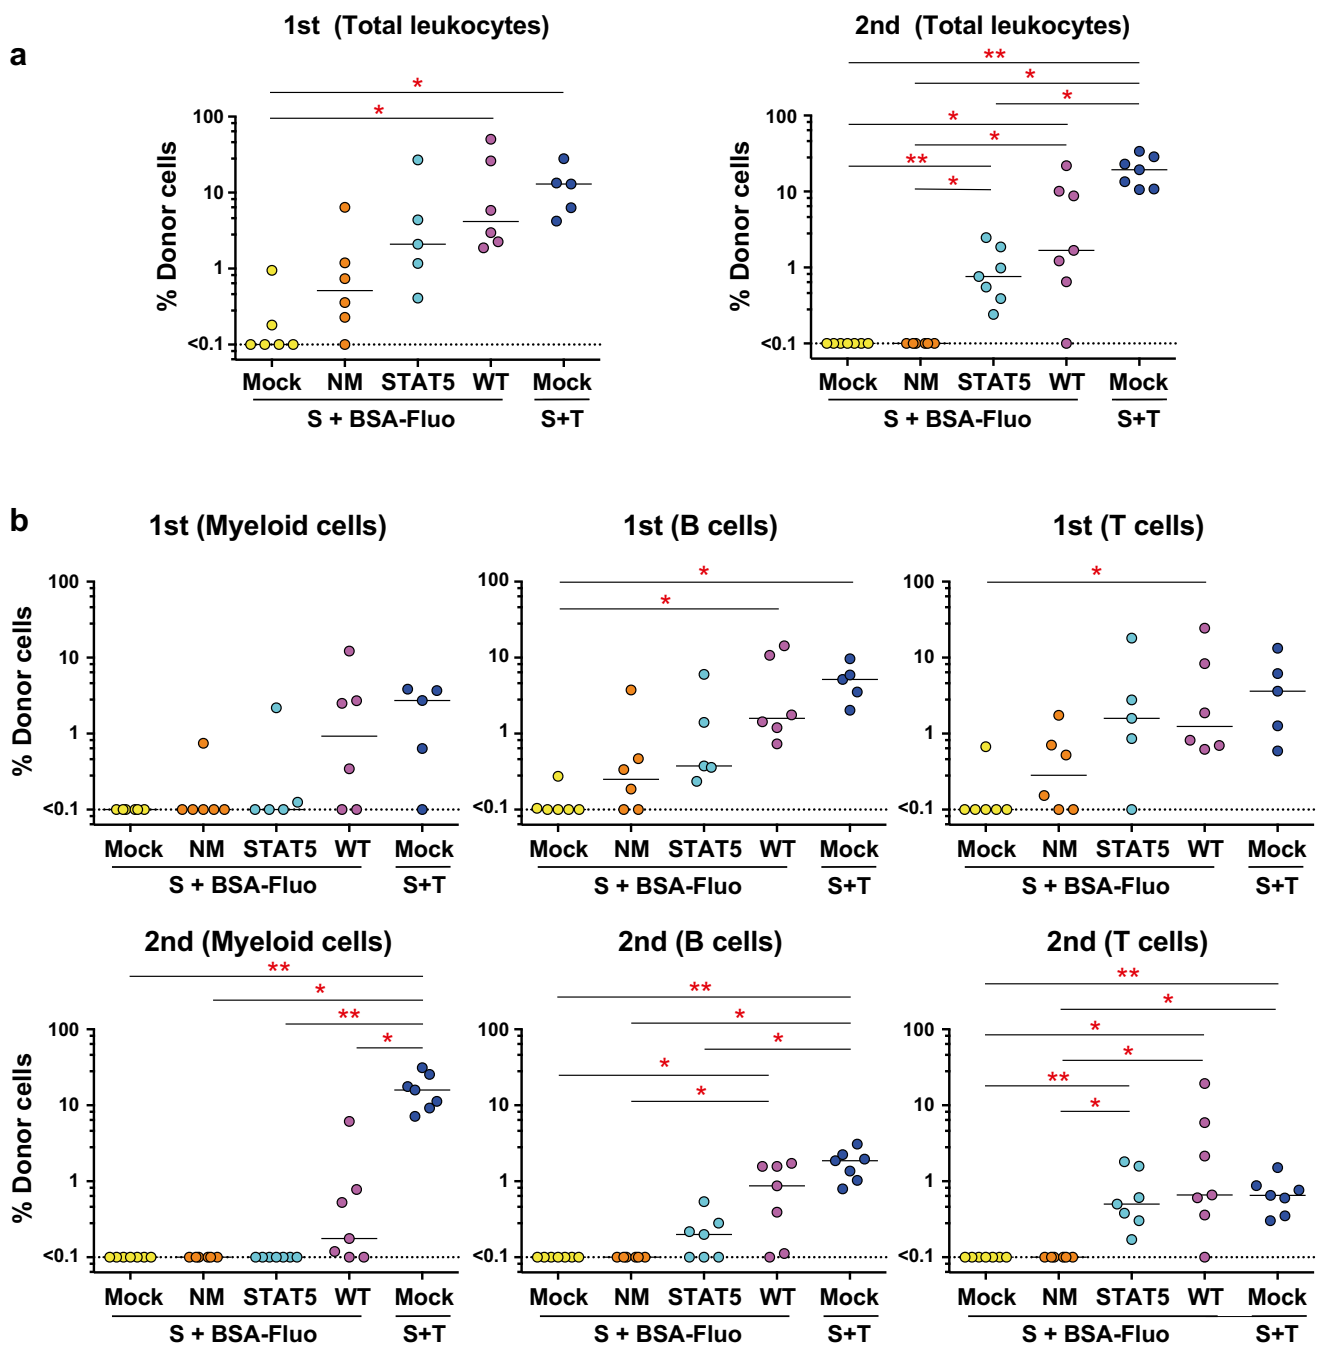 a
1st (Total leukocytes)
2nd (Total leukocytes)
*
*
**
*
*
*
*
**
*
% Donor cells
100
10
1
<0.1
Mock NM STAT5 WT Mock
S + BSA-Fluo S+T
% Donor cells
100
10
1
<0.1
Mock NM STAT5 WT Mock
S + BSA-Fluo S+T
b
1st (Myeloid cells)
% Donor cells
100
10
1
<0.1
Mock NM STAT5 WT Mock
S + BSA-Fluo S+T
1st (B cells)
*
*
100
10
1
<0.1
Mock NM STAT5 WT Mock
S + BSA-Fluo S+T
1st (T cells)
*
100
10
1
<0.1
Mock NM STAT5 WT Mock
S + BSA-Fluo S+T
2nd (Myeloid cells)
**
*
**
*
% Donor cells
100
10
1
<0.1
Mock NM STAT5 WT Mock
S + BSA-Fluo S+T
2nd (B cells)
**
*
*
*
*
100
10
1
<0.1
Mock NM STAT5 WT Mock
S + BSA-Fluo S+T
2nd (T cells)
**
*
*
*
**
*
100
10
1
<0.1
Mock NM STAT5 WT Mock
S + BSA-Fluo S+T